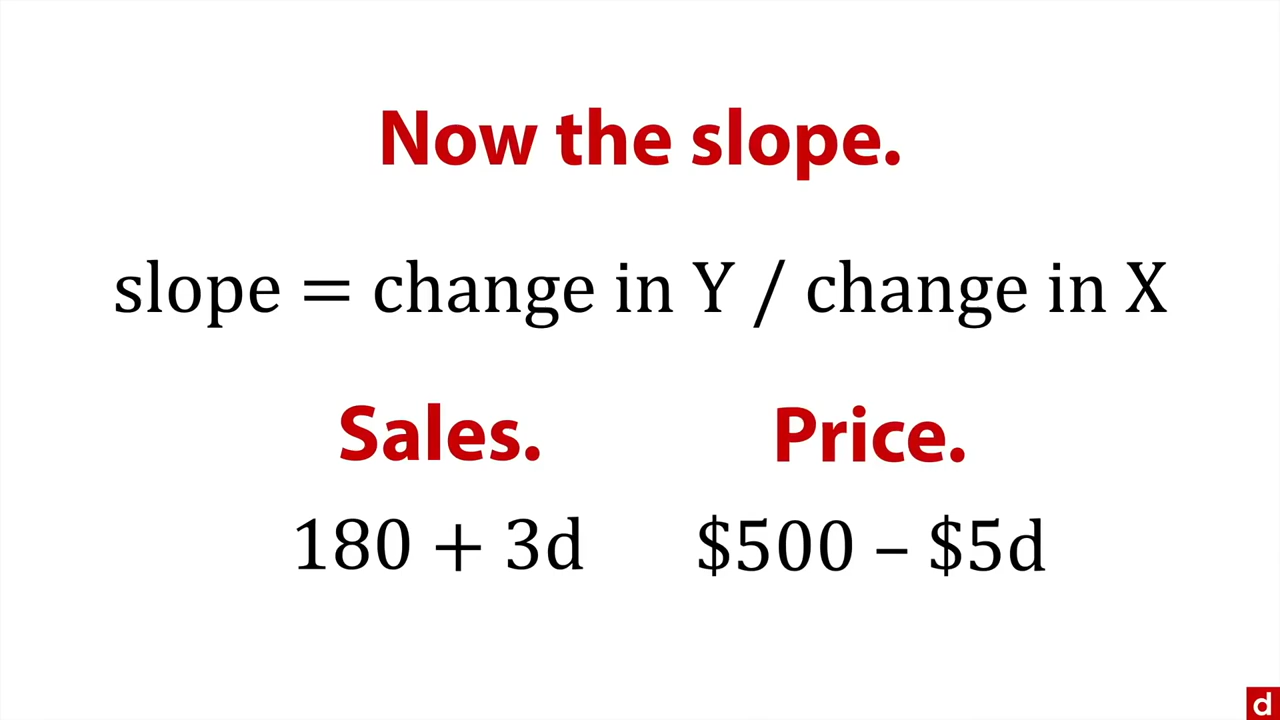 Now the slope.
slope = change in Y / change in X
Sales. Price.
180 + 3d $500 – $5d
d